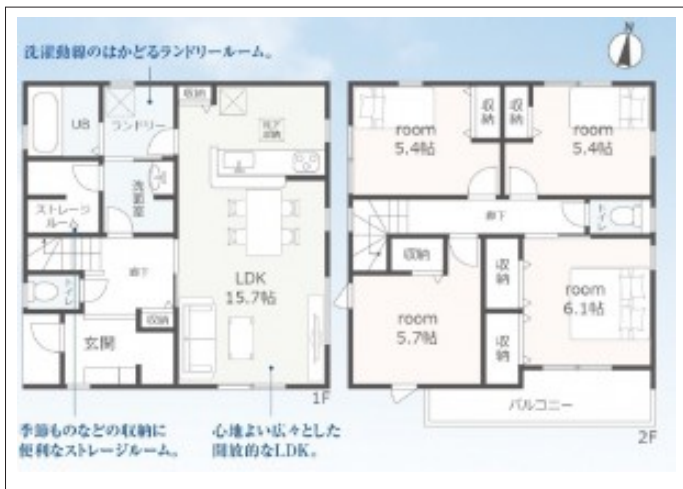 洗濯動線のはかどるランドリールーム。
N
収納
UB
ランドリー
床下
収納
洗面室
ストレージ
ルーム
LDK
15.7帖
廊下
トイレ
収納
玄関
1F
季節ものなどの収納に
便利なストレージルーム。
心地よい広々とした
開放的なLDK。
room
5.4帖
収納
収納
room
5.4帖
廊下
トイレ
収納
room
5.7帖
収納
収納
room
6.1帖
バルコニー
2F